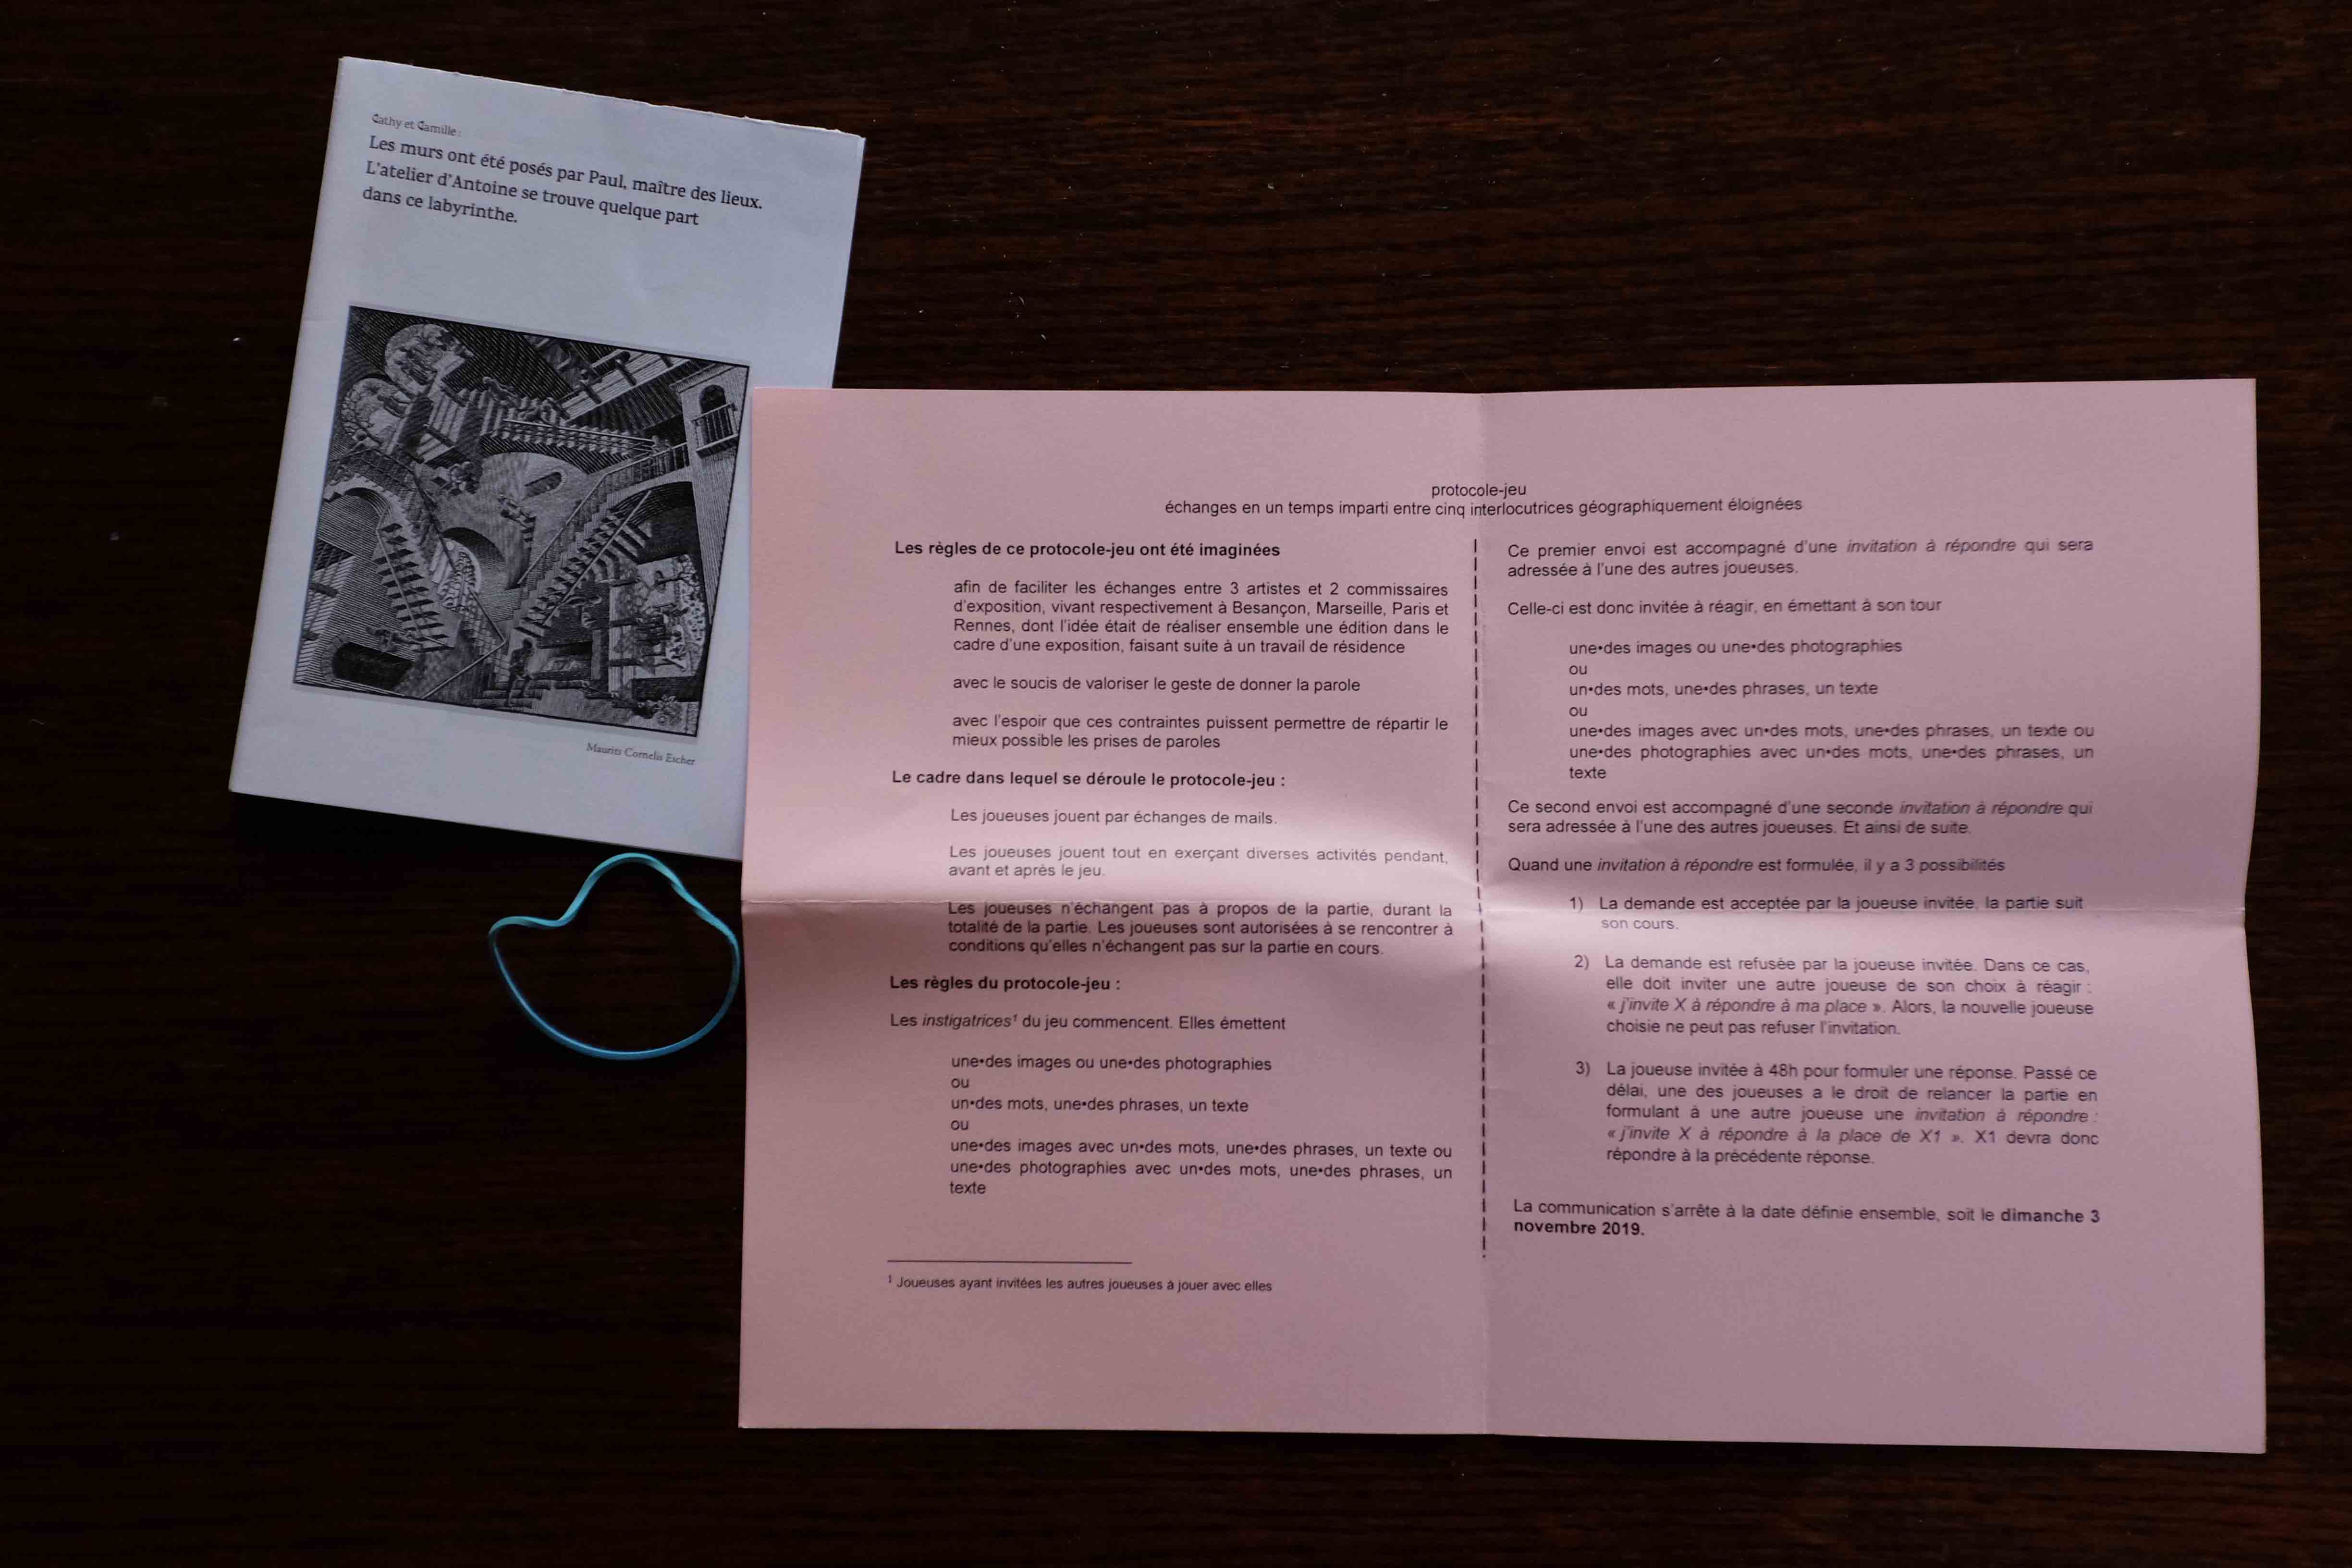 Cathy et Camille :
Les murs ont été posés par Paul, maître des lieux.
L'atelier d'Antoine se trouve quelque part
dans ce labyrinthe.
Maurits Cornelis Escher
protocole-jeu
échanges en un temps imparti entre cinq interlocutrices géographiquement éloignées
Les règles de ce protocole-jeu ont été imaginées
afin de faciliter les échanges entre 3 artistes et 2 commissaires
d'exposition, vivant respectivement à Besançon, Marseille, Paris et
Rennes, dont l'idée était de réaliser ensemble une édition dans le
cadre d'une exposition, faisant suite à un travail de résidence
avec le soucis de valoriser le geste de donner la parole
avec l'espoir que ces contraintes puissent permettre de répartir le
mieux possible les prises de paroles
Le cadre dans lequel se déroule le protocole-jeu :
Les joueuses jouent par échanges de mails.
Les joueuses jouent tout en exerçant diverses activités pendant,
avant et après le jeu.
Les joueuses n'échangent pas à propos de la partie, durant la
totalité de la partie. Les joueuses sont autorisées à se rencontrer à
conditions qu'elles n'échangent pas sur la partie en cours.
Les règles du protocole-jeu :
Les instigatrices¹ du jeu commencent. Elles émettent
une•des images ou une•des photographies
ou
un•des mots, une•des phrases, un texte
ou
une•des images avec un•des mots, une•des phrases, un texte ou
une•des photographies avec un•des mots, une•des phrases, un
texte
¹ Joueuses ayant invitées les autres joueuses à jouer avec elles
Ce premier envoi est accompagné d'une invitation à répondre qui sera
adressée à l'une des autres joueuses.
Celle-ci est donc invitée à réagir, en émettant à son tour
une•des images ou une•des photographies
ou
un•des mots, une•des phrases, un texte
ou
une•des images avec un•des mots, une•des phrases, un texte ou
une•des photographies avec un•des mots, une•des phrases, un
texte
Ce second envoi est accompagné d'une seconde invitation à répondre qui
sera adressée à l'une des autres joueuses. Et ainsi de suite.
Quand une invitation à répondre est formulée, il y a 3 possibilités
1) La demande est acceptée par la joueuse invitée, la partie suit
son cours.
2) La demande est refusée par la joueuse invitée. Dans ce cas,
elle doit inviter une autre joueuse de son choix à réagir :
« j'invite X à répondre à ma place ». Alors, la nouvelle joueuse
choisie ne peut pas refuser l'invitation.
3) La joueuse invitée à 48h pour formuler une réponse. Passé ce
délai, une des joueuses a le droit de relancer la partie en
formulant à une autre joueuse une invitation à répondre :
« j'invite X à répondre à la place de X1 ». X1 devra donc
répondre à la précédente réponse.
La communication s'arrête à la date définie ensemble, soit le dimanche 3
novembre 2019.